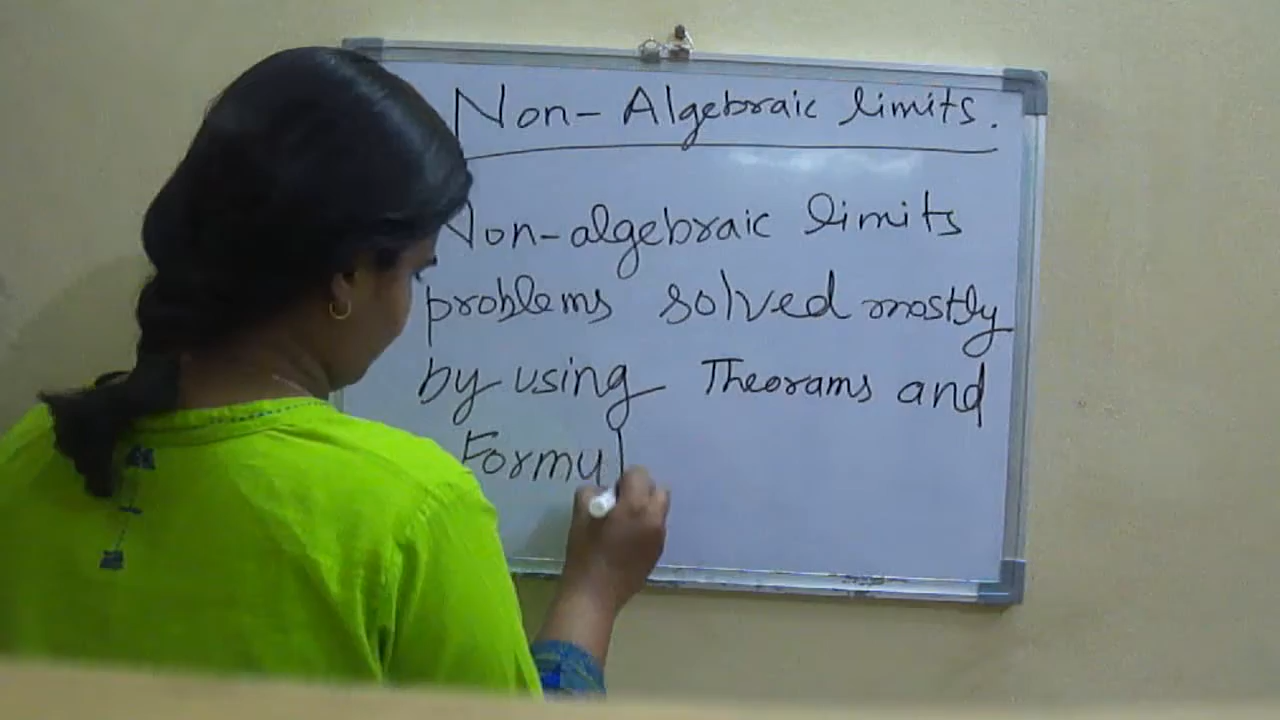 Non-Algebraic limits.
Non-algebraic limits
problems solved mostly
by using Theorams and
Formul